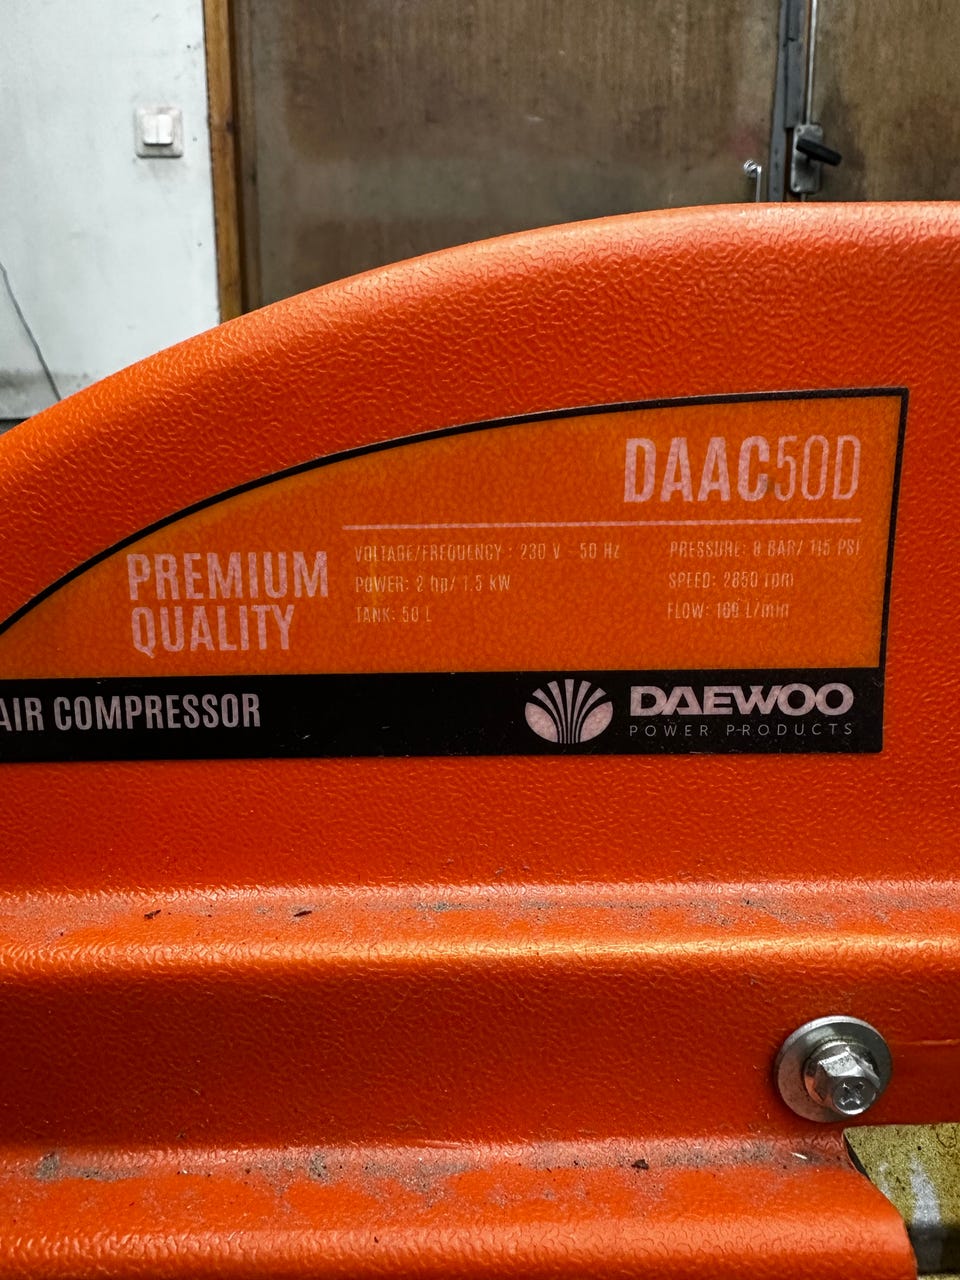 DAAC50D
PREMIUM
QUALITY
VOLTAGE/FREQUENCY : 230 V 50 Hz
POWER: 2 hp/ 1.5 kW
TANK: 50 L
PRESSURE: 8 BAR/ 115 PSI
SPEED: 2850 rpm
FLOW: L/min
AIR COMPRESSOR
DAEWOO
POWER PRODUCTS